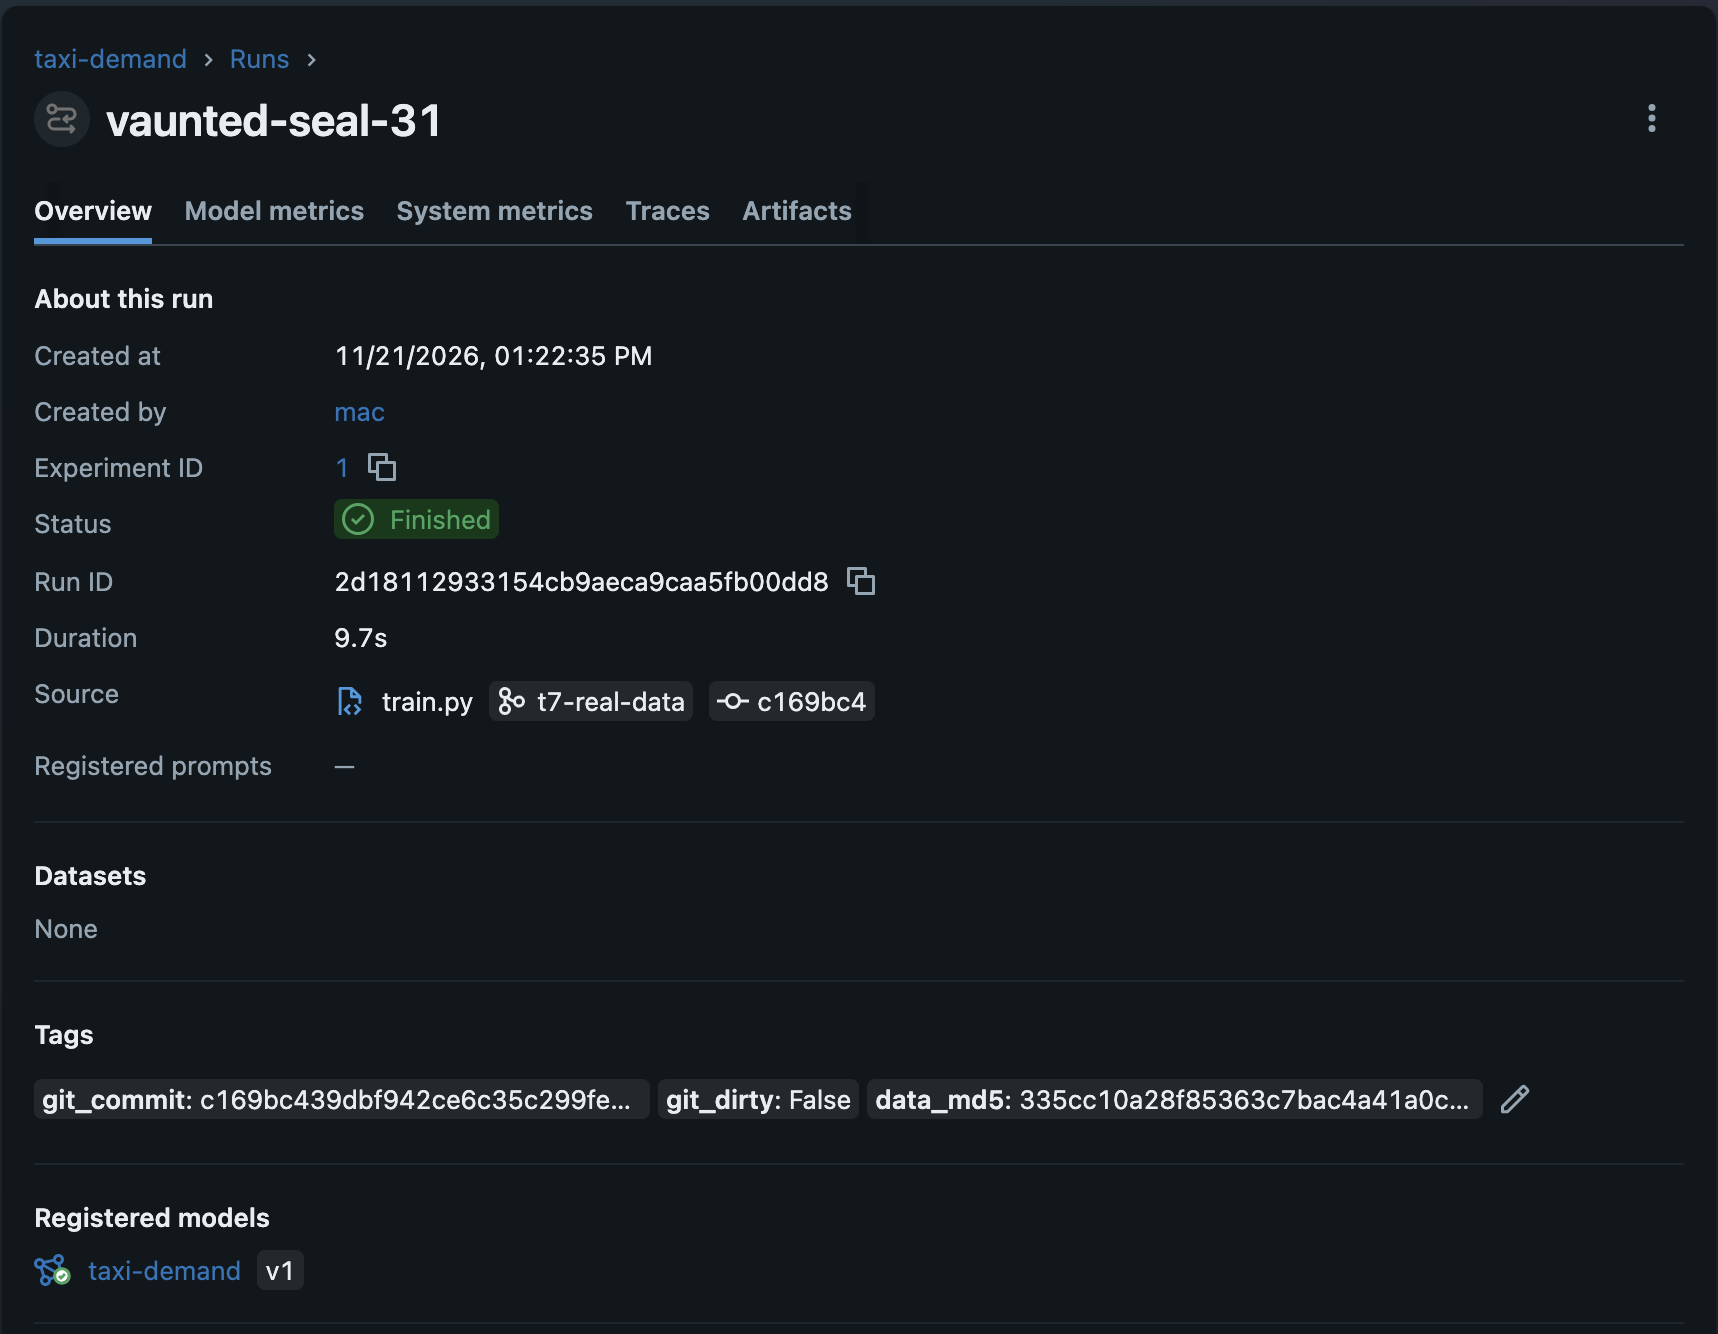 taxi-demand › Runs ›
vaunted-seal-31
Overview Model metrics System metrics Traces Artifacts
About this run
Created at 11/21/2026, 01:22:35 PM
Created by mac
Experiment ID 1
Status Finished
Run ID 2d18112933154cb9aeca9caa5fb00dd8
Duration 9.7s
Source train.py t7-real-data c169bc4
Registered prompts —
Datasets
None
Tags
git_commit: c169bc439dbf942ce6c35c299fe... git_dirty: False data_md5: 335cc10a28f85363c7bac4a41a0c...
Registered models
taxi-demand v1